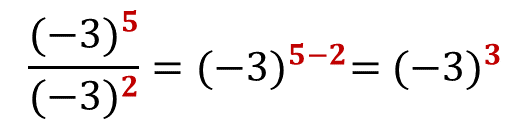 (−3)⁵/(−3)² = (−3)⁵⁻² = (−3)³